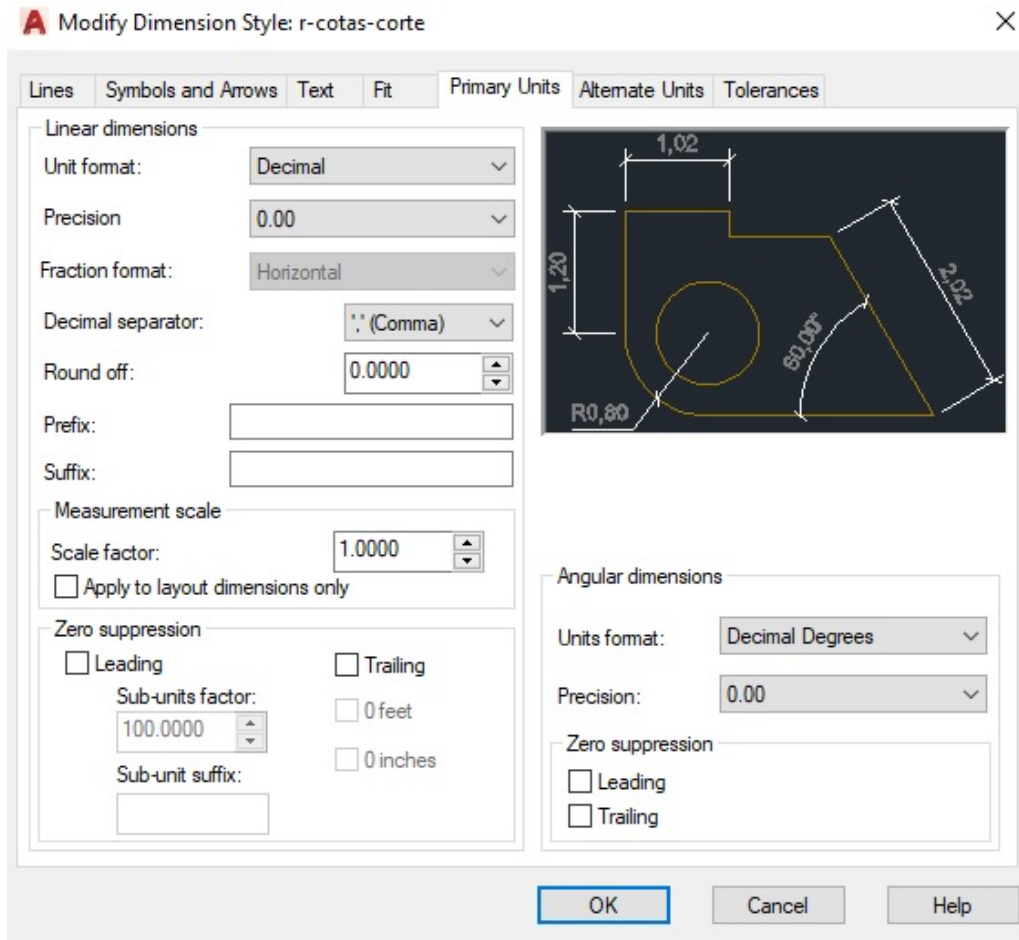 Modify Dimension Style: r-cotas-corte
Lines Symbols and Arrows Text Fit Primary Units Alternate Units Tolerances
Linear dimensions
Unit format: Decimal
Precision 0.00
Fraction format: Horizontal
Decimal separator: ',' (Comma)
Round off: 0.0000
Prefix:
Suffix:
Measurement scale
Scale factor: 1.0000
Apply to layout dimensions only
Zero suppression
Leading Trailing
Sub-units factor: 0 feet
100.0000
0 inches
Sub-unit suffix:
1,02
1,20
2,02
60,00°
R0,80
Angular dimensions
Units format: Decimal Degrees
Precision: 0.00
Zero suppression
Leading
Trailing
OK Cancel Help